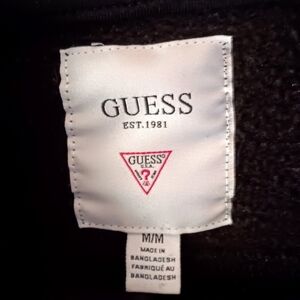 GUESS
EST. 1981
GUESS
U.S.A.
?
M/M
MADE IN
BANGLADESH
FABRIQUÉ AU
BANGLADESH